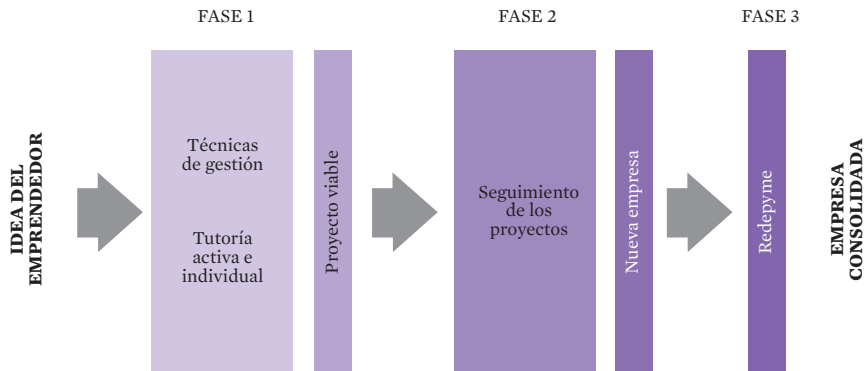 FASE 1
FASE 2
FASE 3
IDEA DEL
EMPRENDEDOR
Técnicas
de gestión
Tutoría
activa e
individual
Proyecto viable
Seguimiento
de los
proyectos
Nueva empresa
Redepyme
EMPRESA
CONSOLIDADA